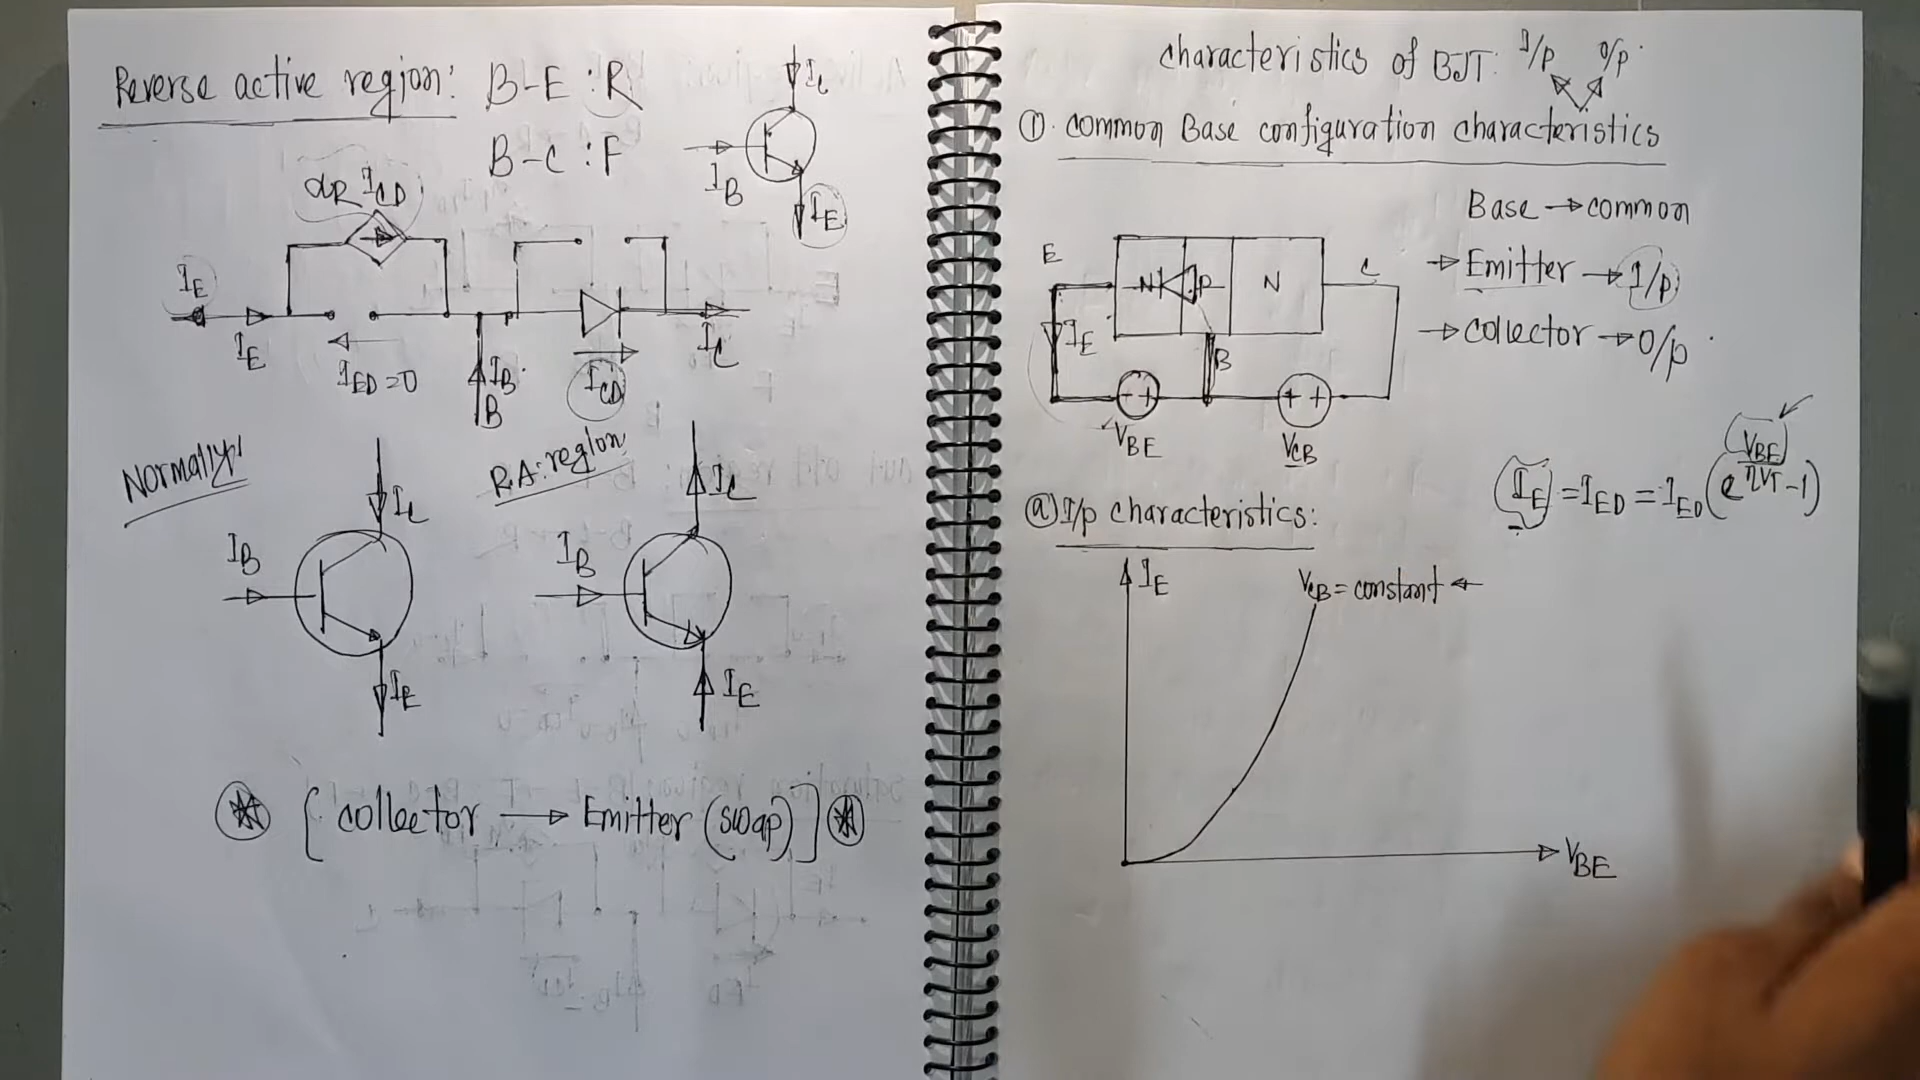 Reverse active region: B-E : R
B-C : F
IC
IB
IE
αR ICD
IE
IE
IED=0
IB
B
ICD
IC
Normally!
IC
IB
IE
R.A. region
IC
IB
IE
[collector → Emitter (swap)]
characteristics of BJT: I/p O/p
①. common Base configuration characteristics
Base → common
→ Emitter → I/p
→ collector → O/p
E
N P N
C
IE
B
- +
+ +
VBE
VCB
IE = IED = IED (e^VBE/ηVT - 1)
ⓐ I/p characteristics:
IE
VCB = constant ←
VBE